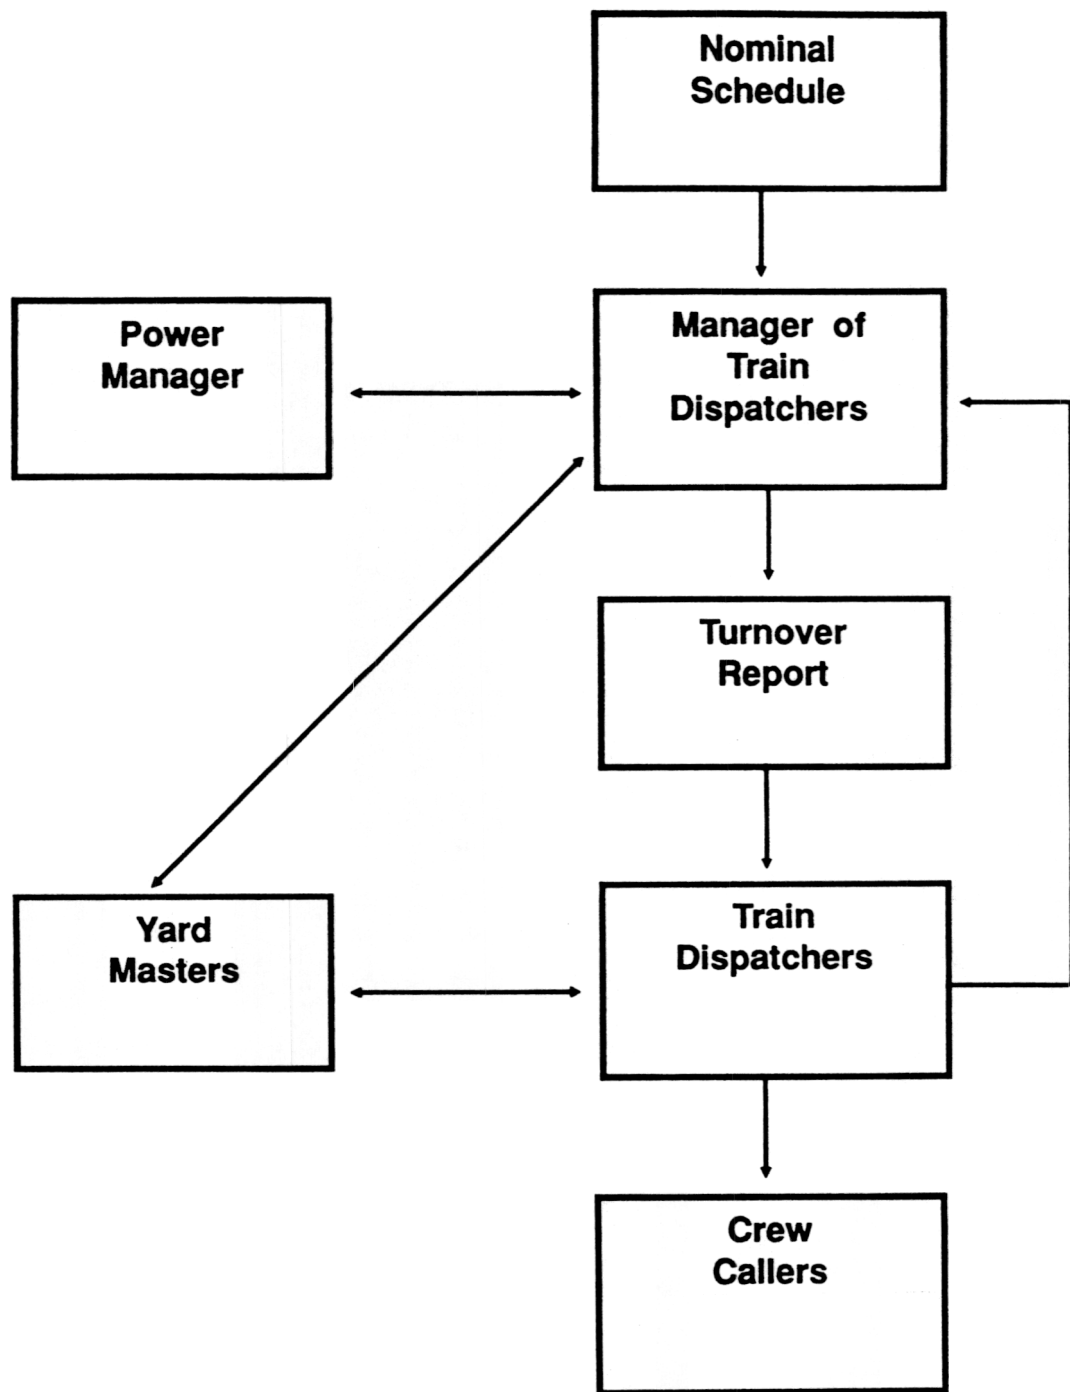 Nominal
Schedule
Power
Manager
Manager of
Train
Dispatchers
Turnover
Report
Yard
Masters
Train
Dispatchers
Crew
Callers